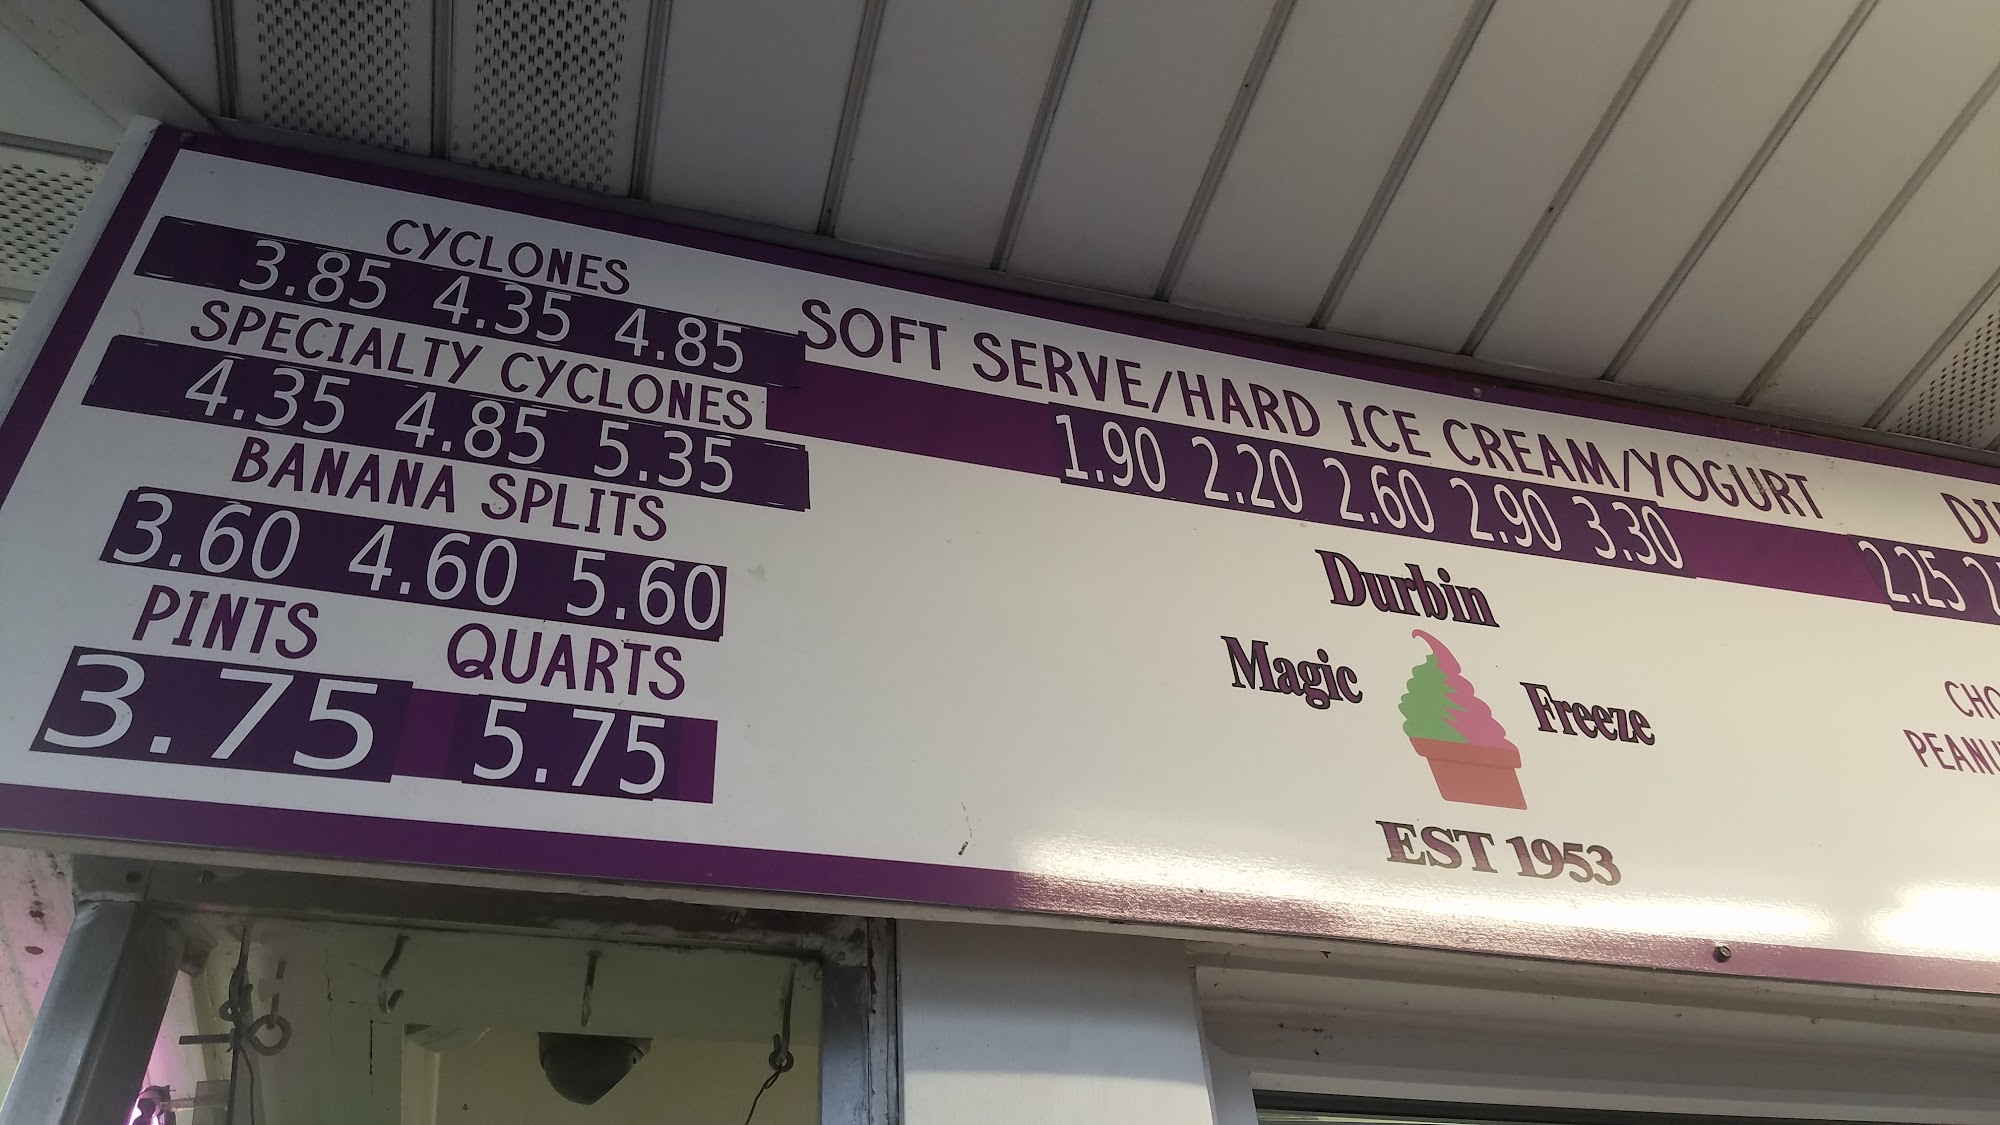 CYCLONES
3.85 4.35 4.85
SPECIALTY CYCLONES
4.35 4.85 5.35
BANANA SPLITS
3.60 4.60 5.60
PINTS QUARTS
3.75 5.75
SOFT SERVE/HARD ICE CREAM/YOGURT
1.90 2.20 2.60 2.90 3.30
Durbin
Magic Freeze
EST 1953
2.25